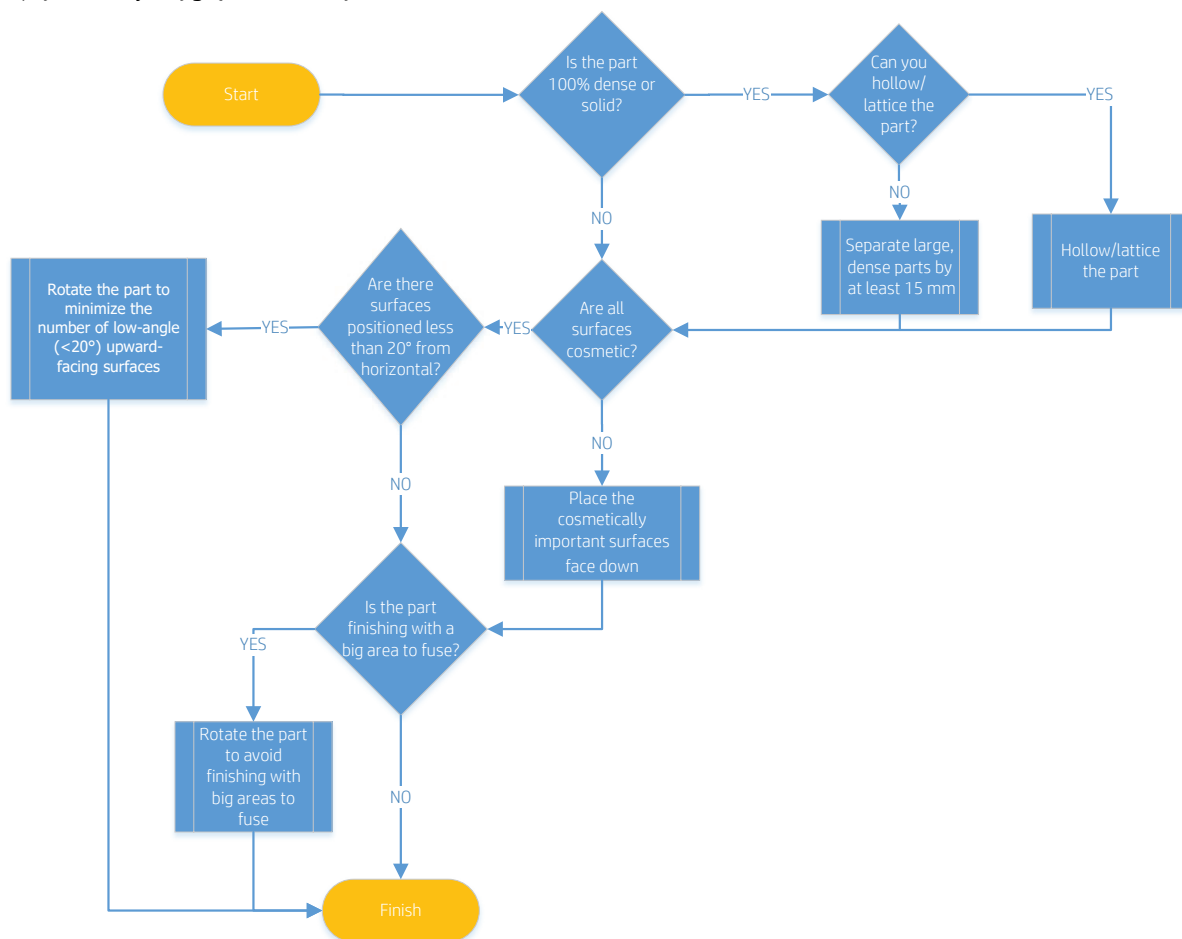 Start
Is the part
100% dense or
solid?
YES
Can you
hollow/
lattice the
part?
YES
NO
NO
Separate large,
dense parts by
at least 15 mm
Hollow/lattice
the part
Are all
surfaces
cosmetic?
YES
Are there
surfaces
positioned less
than 20° from
horizontal?
YES
Rotate the part to
minimize the
number of low-angle
(<20°) upward-
facing surfaces
NO
NO
Place the
cosmetically
important surfaces
face down
Is the part
finishing with a
big area to fuse?
YES
Rotate the part
to avoid
finishing with
big areas to
fuse
NO
Finish